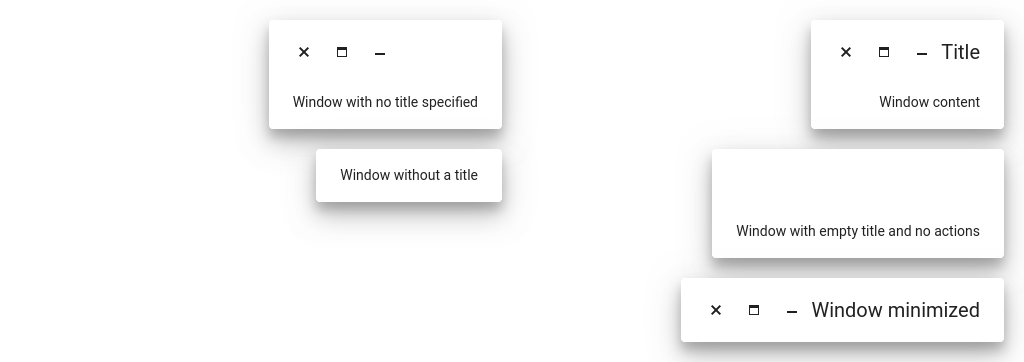 Window with no title specified
Window without a title
Title
Window content
Window with empty title and no actions
Window minimized